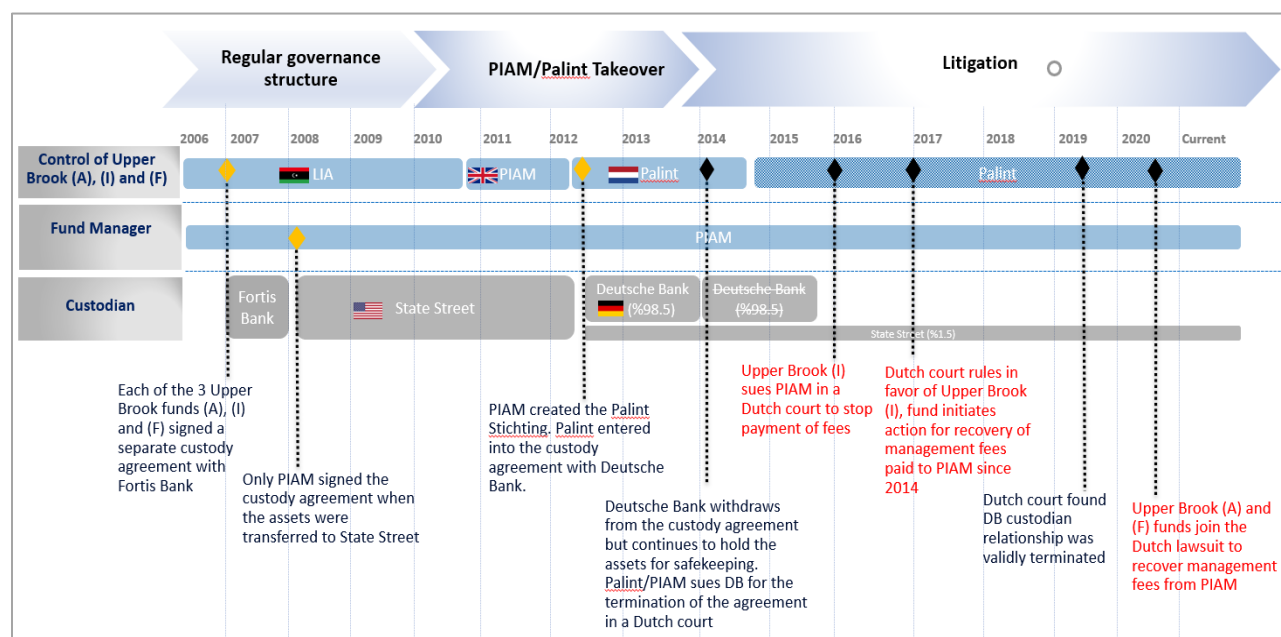 Regular governance
structure
PIAM/Palint Takeover
Litigation
2006 2007 2008 2009 2010 2011 2012 2013 2014 2015 2016 2017 2018 2019 2020 Current
Control of Upper
Brook (A), (I) and (F)
LIA
PIAM
Palint
Palint
Fund Manager
PIAM
Custodian
Fortis
Bank
State Street
Deutsche Bank
(%98.5)
Deutsche Bank
(%98.5)
State Street (%1.5)
Each of the 3 Upper
Brook funds (A), (I)
and (F) signed a
separate custody
agreement with
Fortis Bank
Only PIAM signed the
custody agreement when
the assets were
transferred to State Street
PIAM created the Palint
Stichting. Palint entered
into the custody
agreement with Deutsche
Bank.
Deutsche Bank withdraws
from the custody agreement
but continues to hold the
assets for safekeeping.
Palint/PIAM sues DB for the
termination of the agreement
in a Dutch court
Upper Brook (I)
sues PIAM in a
Dutch court to stop
payment of fees
Dutch court rules in
favor of Upper Brook
(I), fund initiates
action for recovery of
management fees
paid to PIAM since
2014
Dutch court found
DB custodian
relationship was
validly terminated
Upper Brook (A) and
(F) funds join the
Dutch lawsuit to
recover management
fees from PIAM